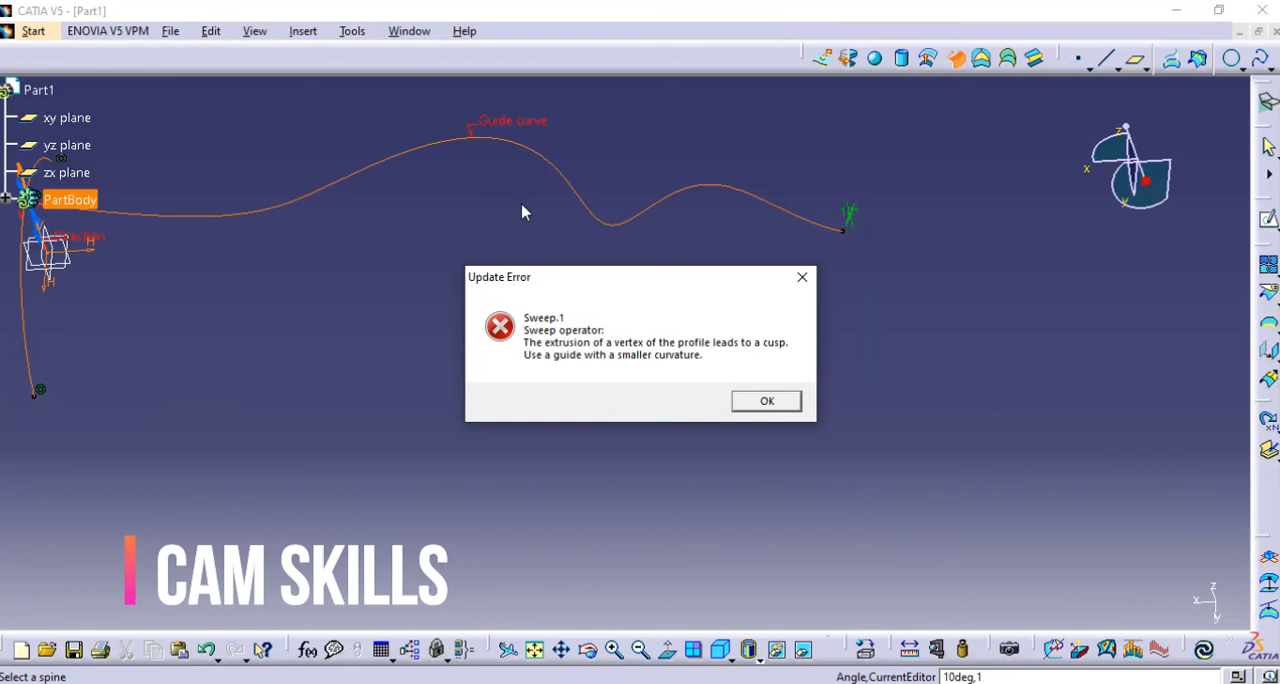 CATIA V5 - [Part1]
Start ENOVIA V5 VPM File Edit View Insert Tools Window Help
Part1
xy plane
yz plane
zx plane
PartBody
Direction
H
H
Guide curve
z
x
y
Update Error
Sweep.1
Sweep operator:
The extrusion of a vertex of the profile leads to a cusp.
Use a guide with a smaller curvature.
OK
CAM SKILLS
z
x
y
f(x)
CATIA
Select a spine
Angle,CurrentEditor 10deg,1